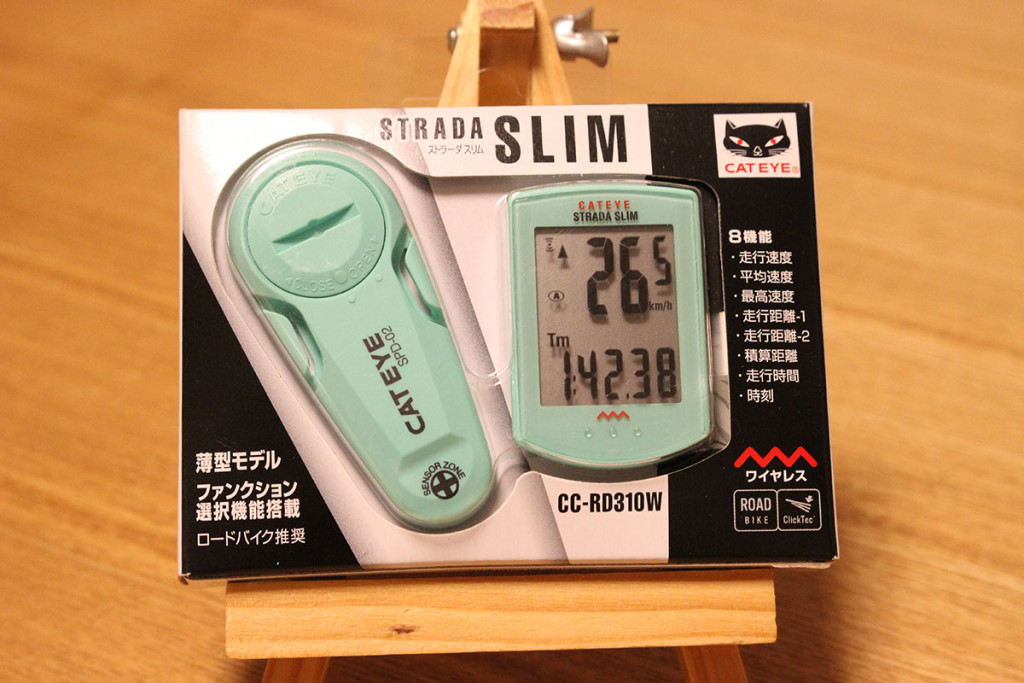 STRADA SLIM
ストラーダ スリム
CAT EYE®
CATEYE
CLOSE OPEN
CATEYE
SPD-02
SENSOR ZONE
CATEYE
STRADA SLIM
26.5
km/h
A
Tm
1:42.38
8機能
・走行速度
・平均速度
・最高速度
・走行距離-1
・走行距離-2
・積算距離
・走行時間
・時刻
薄型モデル
ファンクション
選択機能搭載
ロードバイク推奨
CC-RD310W
ワイヤレス
ROAD
BIKE
ClickTec™